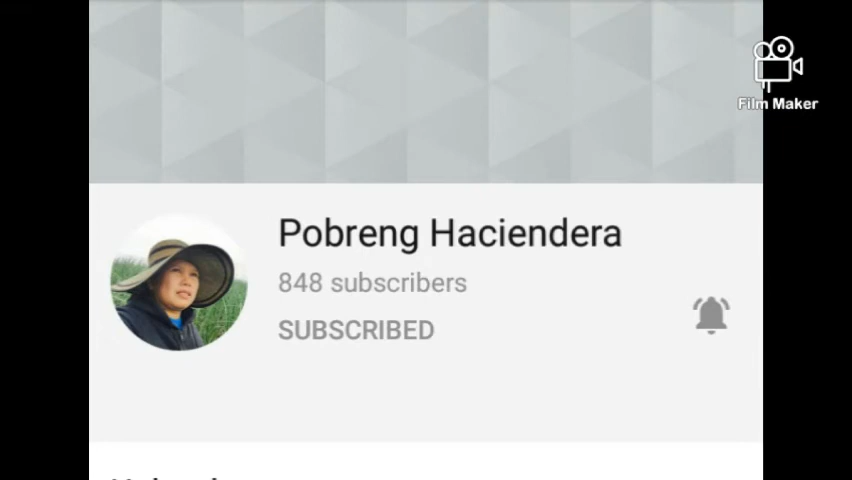 Film Maker
Pobreng Haciendera
848 subscribers
SUBSCRIBED